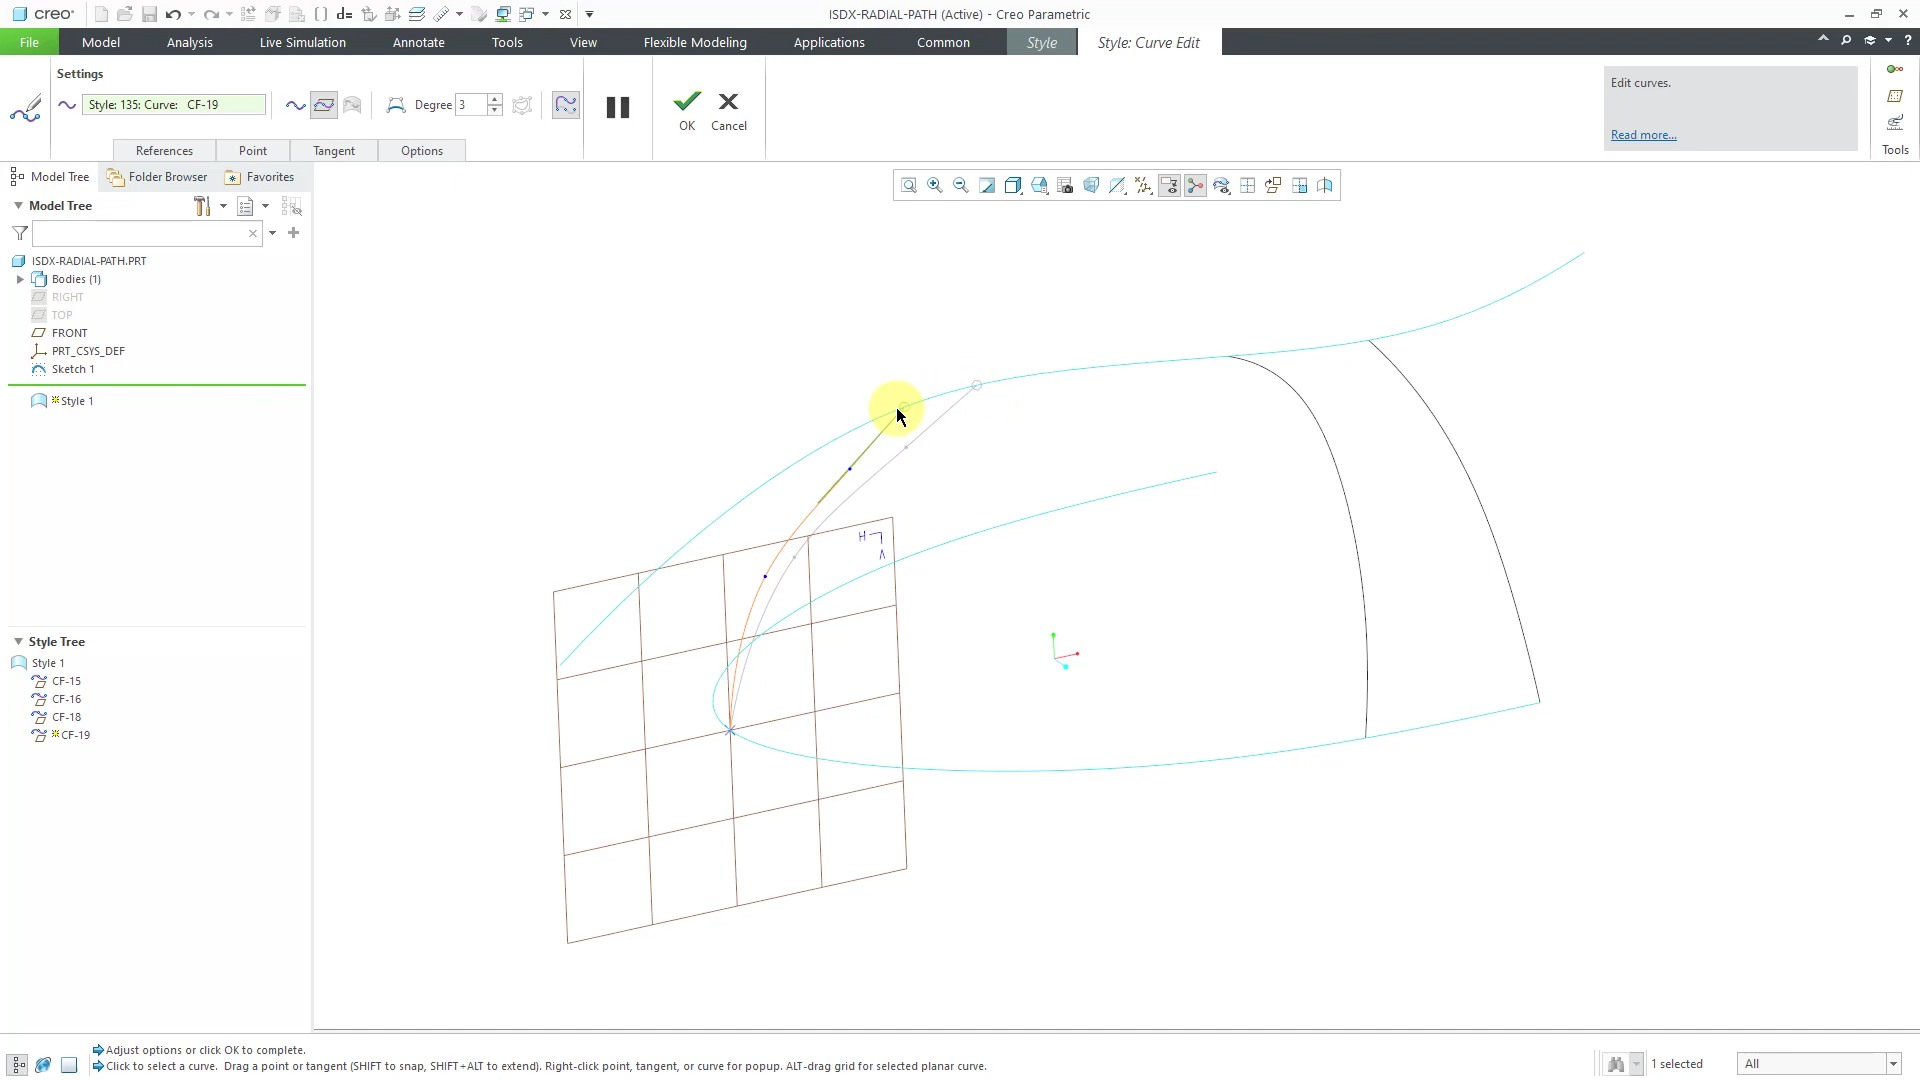 creo®
ISDX-RADIAL-PATH (Active) - Creo Parametric
File
Model
Analysis
Live Simulation
Annotate
Tools
View
Flexible Modeling
Applications
Common
Style
Style: Curve Edit
Settings
Style: 135: Curve: CF-19
Degree 3
OK
Cancel
References
Point
Tangent
Options
Edit curves.
Read more...
Tools
Model Tree
Folder Browser
Favorites
Model Tree
ISDX-RADIAL-PATH.PRT
Bodies (1)
RIGHT
TOP
FRONT
PRT_CSYS_DEF
Sketch 1
Style 1
H
V
Style Tree
Style 1
CF-15
CF-16
CF-18
CF-19
Adjust options or click OK to complete.
Click to select a curve. Drag a point or tangent (SHIFT to snap, SHIFT+ALT to extend). Right-click point, tangent, or curve for popup. ALT-drag grid for selected planar curve.
1 selected
All